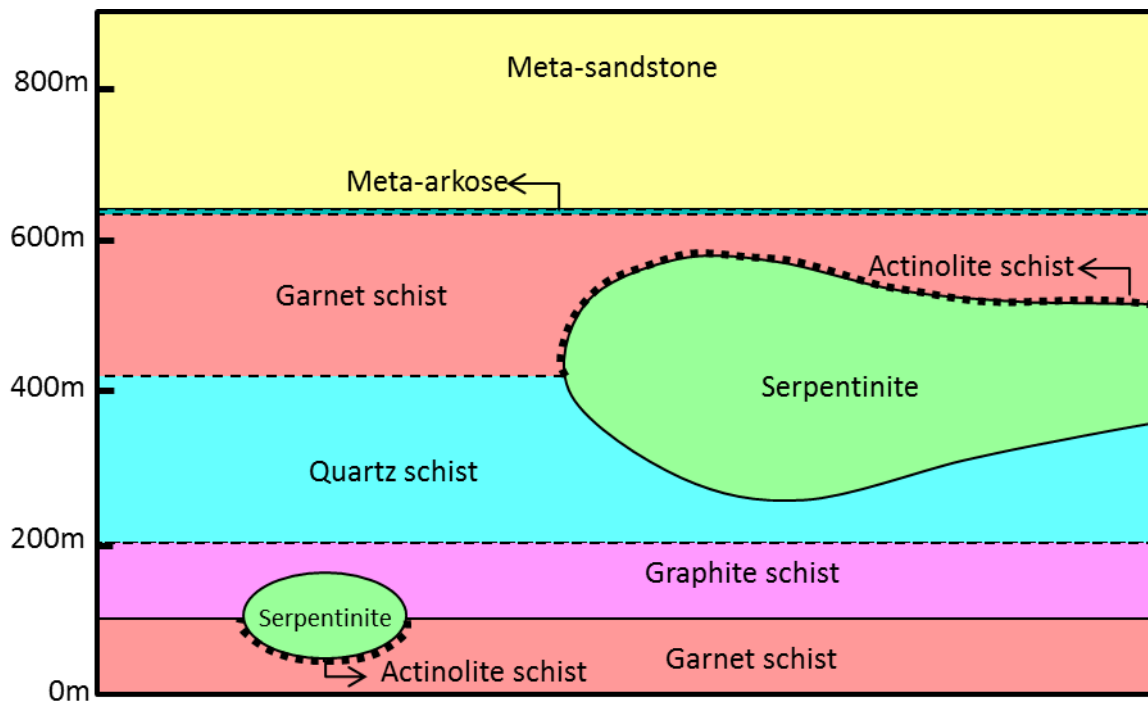 Meta-sandstone
800m
Meta-arkose
600m
Actinolite schist
Garnet schist
400m
Serpentinite
Quartz schist
200m
Graphite schist
Serpentinite
Garnet schist
Actinolite schist
0m